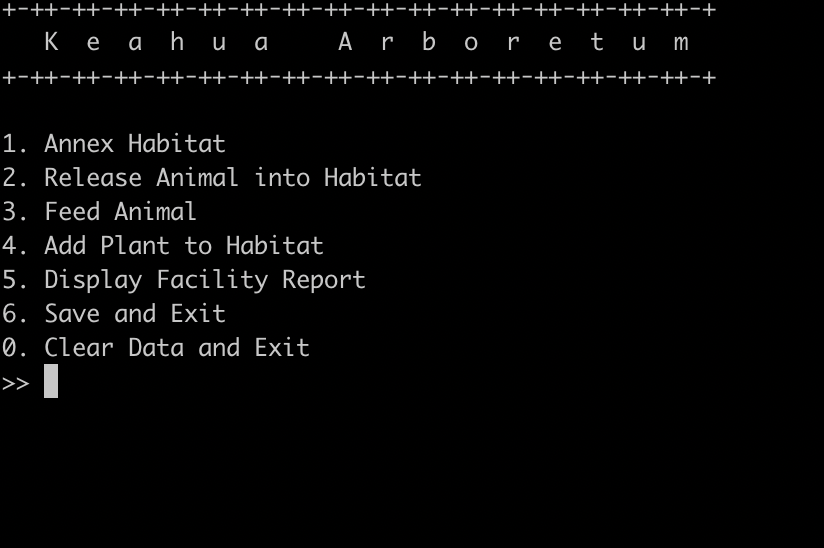 +-++-++-++-++-++-++-++-++-++-++-++-++-++-++-++-++-+
K e a h u a   A r b o r e t u m
+-++-++-++-++-++-++-++-++-++-++-++-++-++-++-++-++-+
1. Annex Habitat
2. Release Animal into Habitat
3. Feed Animal
4. Add Plant to Habitat
5. Display Facility Report
6. Save and Exit
0. Clear Data and Exit
>>